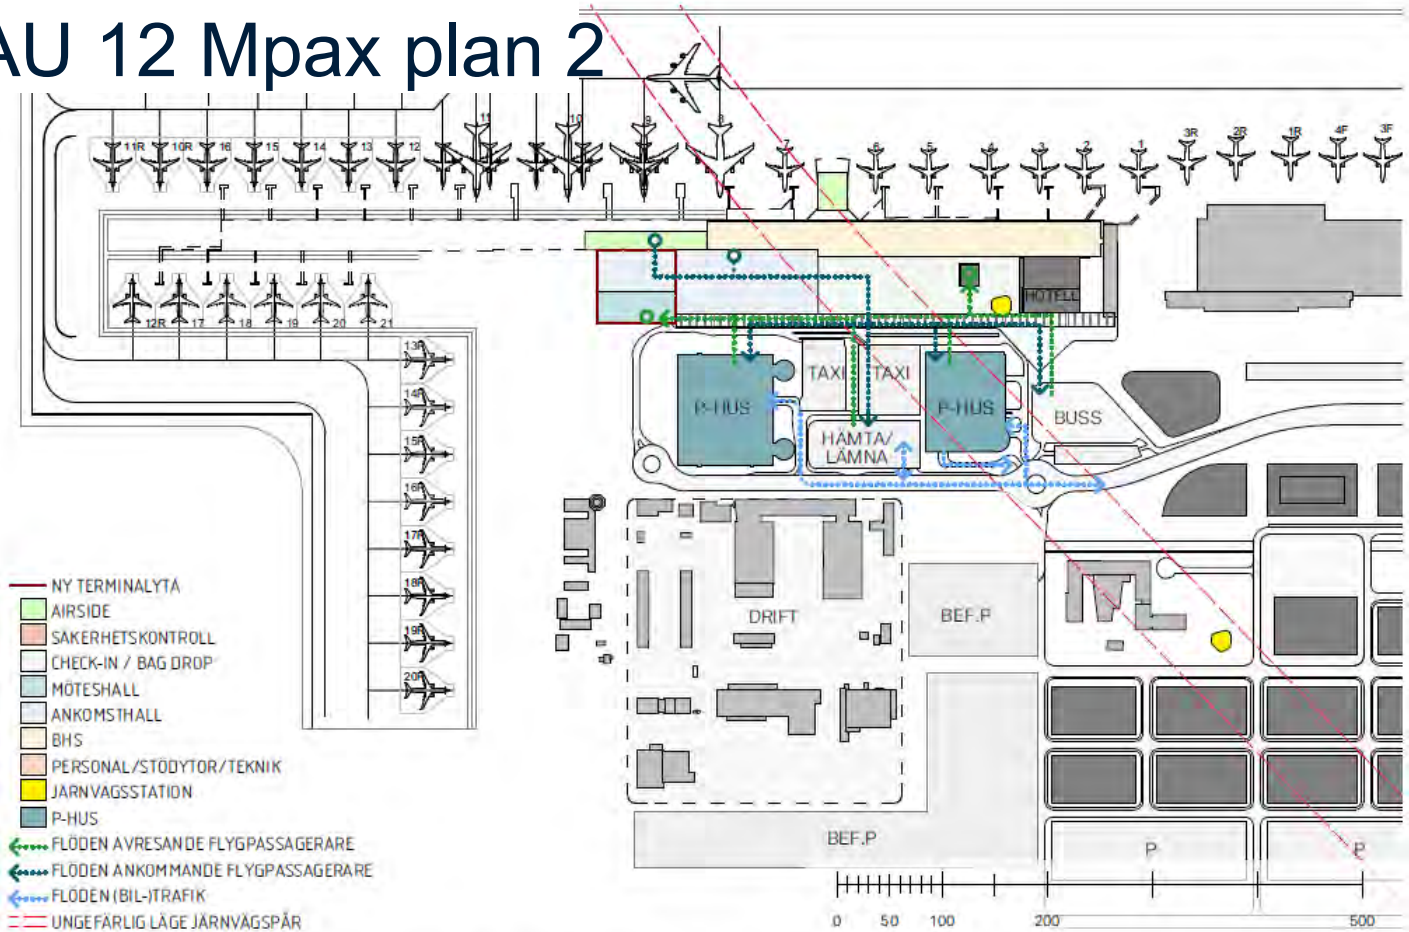 AU 12 Mpax plan 2
11 10 9 8
11R 10R 16 15 14 13 12 7 6 5 4 3 2 1 3R 2R 1R 4F 3F
HOTELL
12R 17 18 19 20 21
13R
14R
15R
16R
17R
18R
19R
20R
TAXI TAXI
P-HUS P-HUS
BUSS
HÄMTA/
LÄMNA
DRIFT BEF.P
BEF.P P P
NY TERMINALYTA
AIRSIDE
SÄKERHETSKONTROLL
CHECK-IN / BAG DROP
MÖTESHALL
ANKOMSTHALL
BHS
PERSONAL/STÖDYTOR/TEKNIK
JÄRNVÄGSSTATION
P-HUS
FLÖDEN AVRESANDE FLYGPASSAGERARE
FLÖDEN ANKOMMANDE FLYGPASSAGERARE
FLÖDEN (BIL-)TRAFIK
UNGEFÄRLIG LÄGE JÄRNVÄGSPÅR
0 50 100 200 500